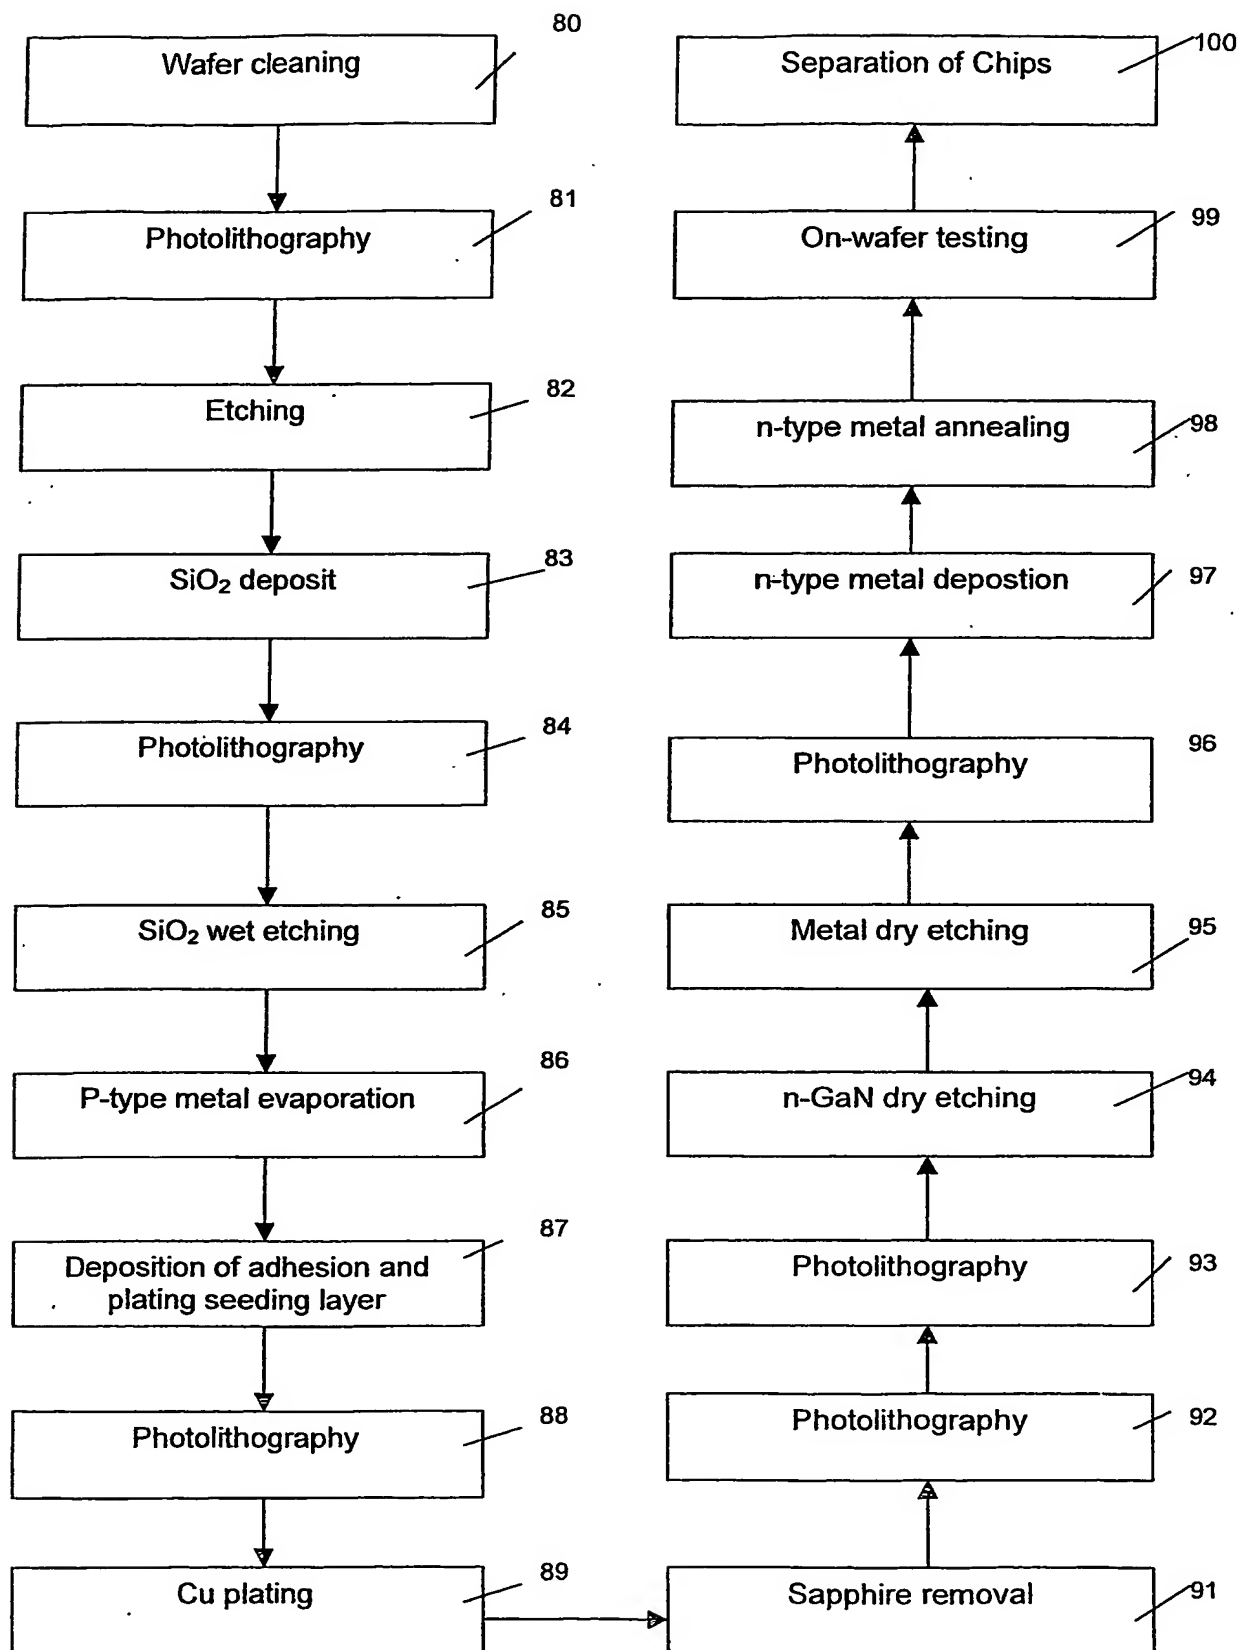 Wafer cleaning
80
Photolithography
81
Etching
82
SiO₂ deposit
83
Photolithography
84
SiO₂ wet etching
85
P-type metal evaporation
86
Deposition of adhesion and
plating seeding layer
87
Photolithography
88
Cu plating
89
Sapphire removal
91
Photolithography
92
Photolithography
93
n-GaN dry etching
94
Metal dry etching
95
Photolithography
96
n-type metal depostion
97
n-type metal annealing
98
On-wafer testing
99
Separation of Chips
100